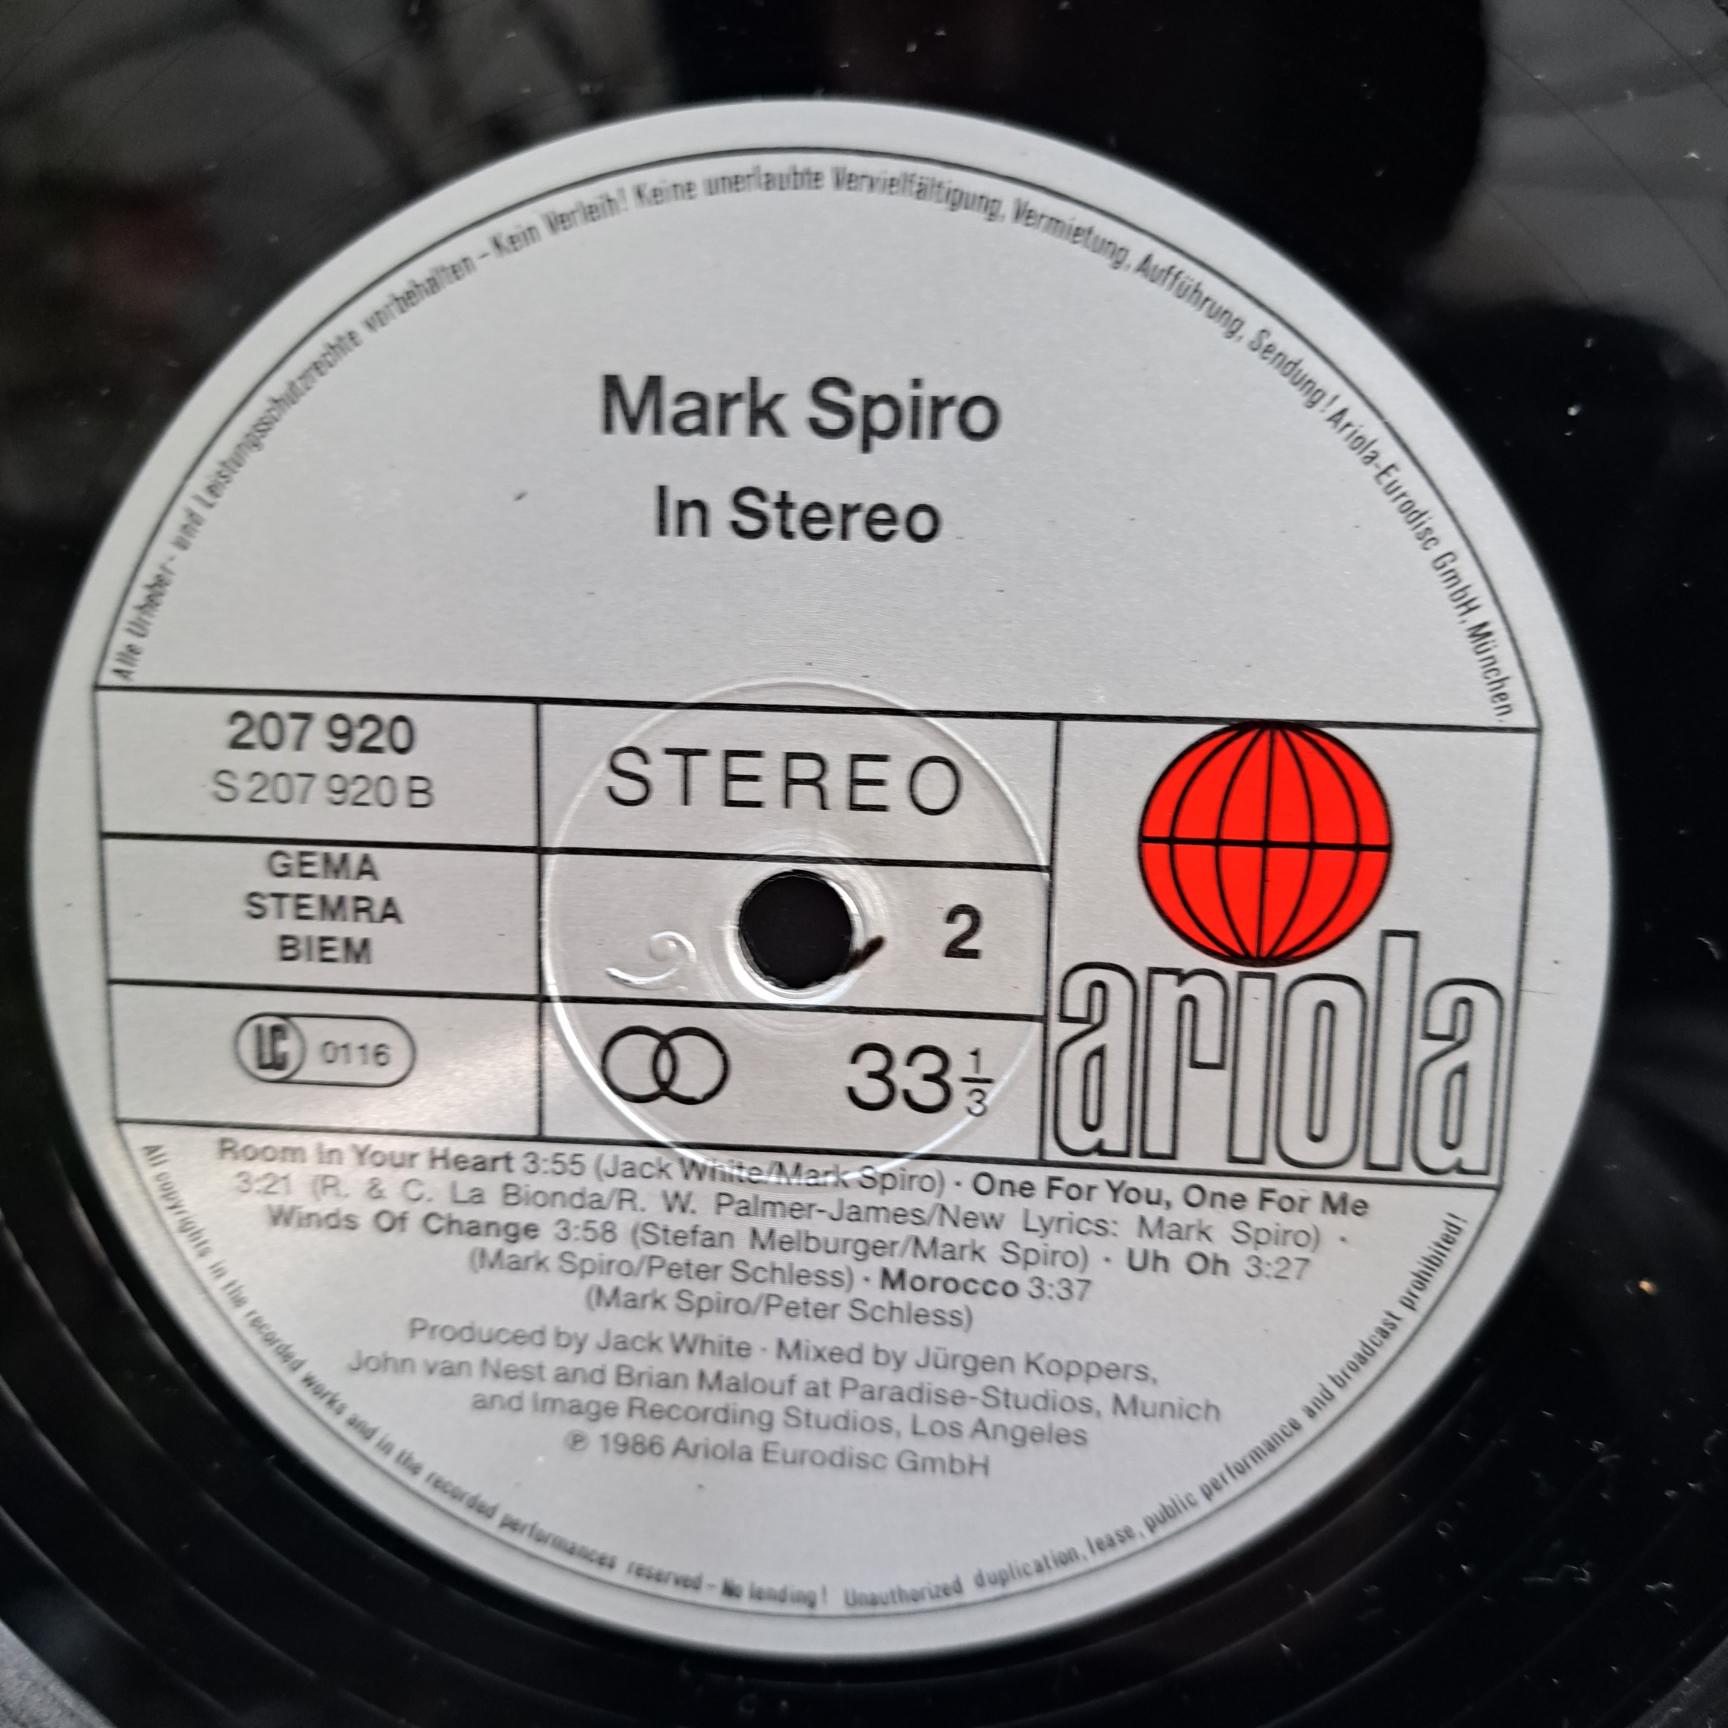 Alle Urheber- und Leistungsschutzrechte vorbehalten – Kein Verleih! Keine unerlaubte Vervielfältigung, Vermietung, Aufführung, Sendung! Ariola-Eurodisc GmbH, München.
Mark Spiro
In Stereo
207 920
S 207 920 B
STEREO
GEMA
STEMRA
BIEM
2
LC 0116
33 1/3
ariola
Room In Your Heart 3:55 (Jack White/Mark Spiro) · One For You, One For Me
3:21 (R. & C. La Bionda/R. W. Palmer-James/New Lyrics: Mark Spiro) ·
Winds Of Change 3:58 (Stefan Melburger/Mark Spiro) · Uh Oh 3:27
(Mark Spiro/Peter Schless) · Morocco 3:37
(Mark Spiro/Peter Schless)
Produced by Jack White · Mixed by Jürgen Koppers,
John van Nest and Brian Malouf at Paradise-Studios, Munich
and Image Recording Studios, Los Angeles
℗ 1986 Ariola Eurodisc GmbH
All copyrights in the recorded works and in the recorded performances reserved – No lending! Unauthorized duplication, lease, public performance and broadcast prohibited!